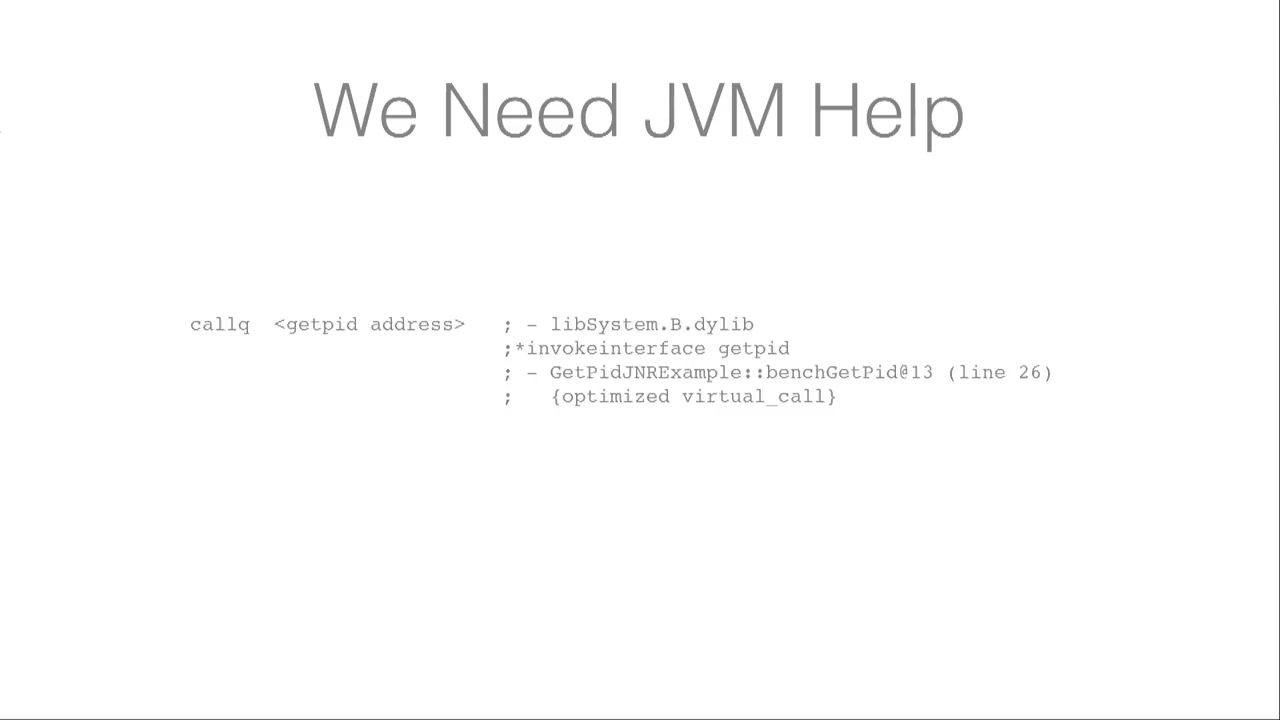 We Need JVM Help
callq  <getpid address>   ; - libSystem.B.dylib
;*invokeinterface getpid
; - GetPidJNRExample::benchGetPid@13 (line 26)
;   {optimized virtual_call}